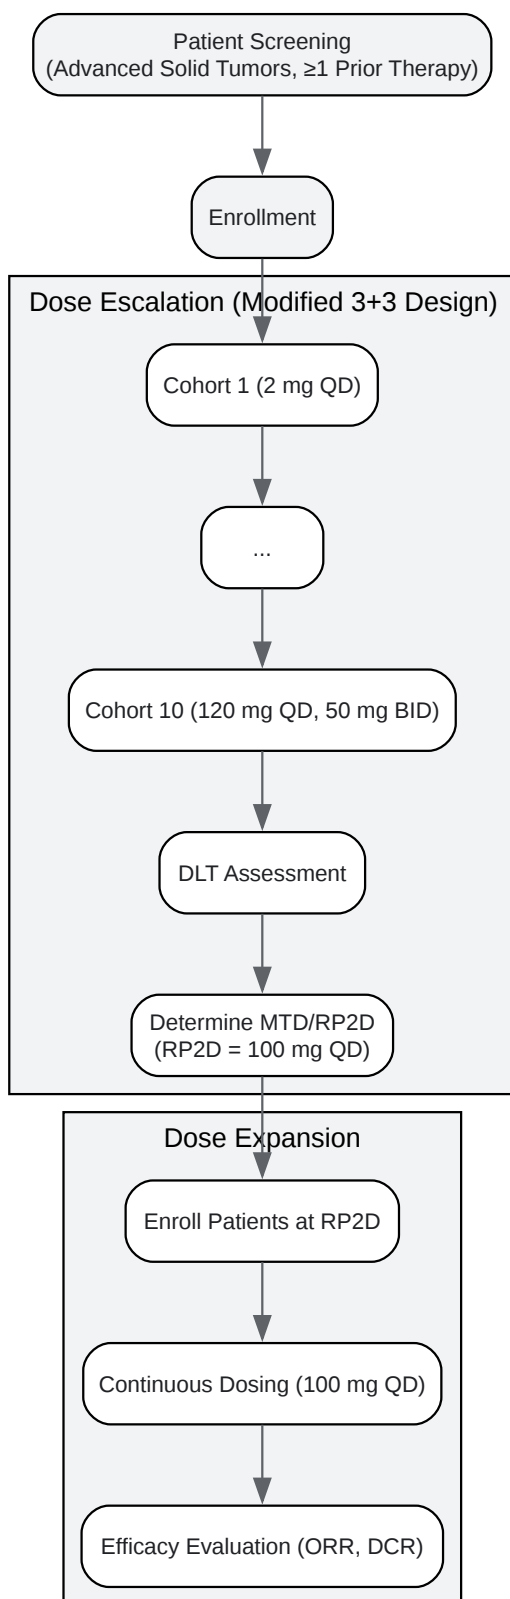 Patient Screening
(Advanced Solid Tumors, ≥1 Prior Therapy)
Enrollment
Dose Escalation (Modified 3+3 Design)
Cohort 1 (2 mg QD)
...
Cohort 10 (120 mg QD, 50 mg BID)
DLT Assessment
Determine MTD/RP2D
(RP2D = 100 mg QD)
Dose Expansion
Enroll Patients at RP2D
Continuous Dosing (100 mg QD)
Efficacy Evaluation (ORR, DCR)